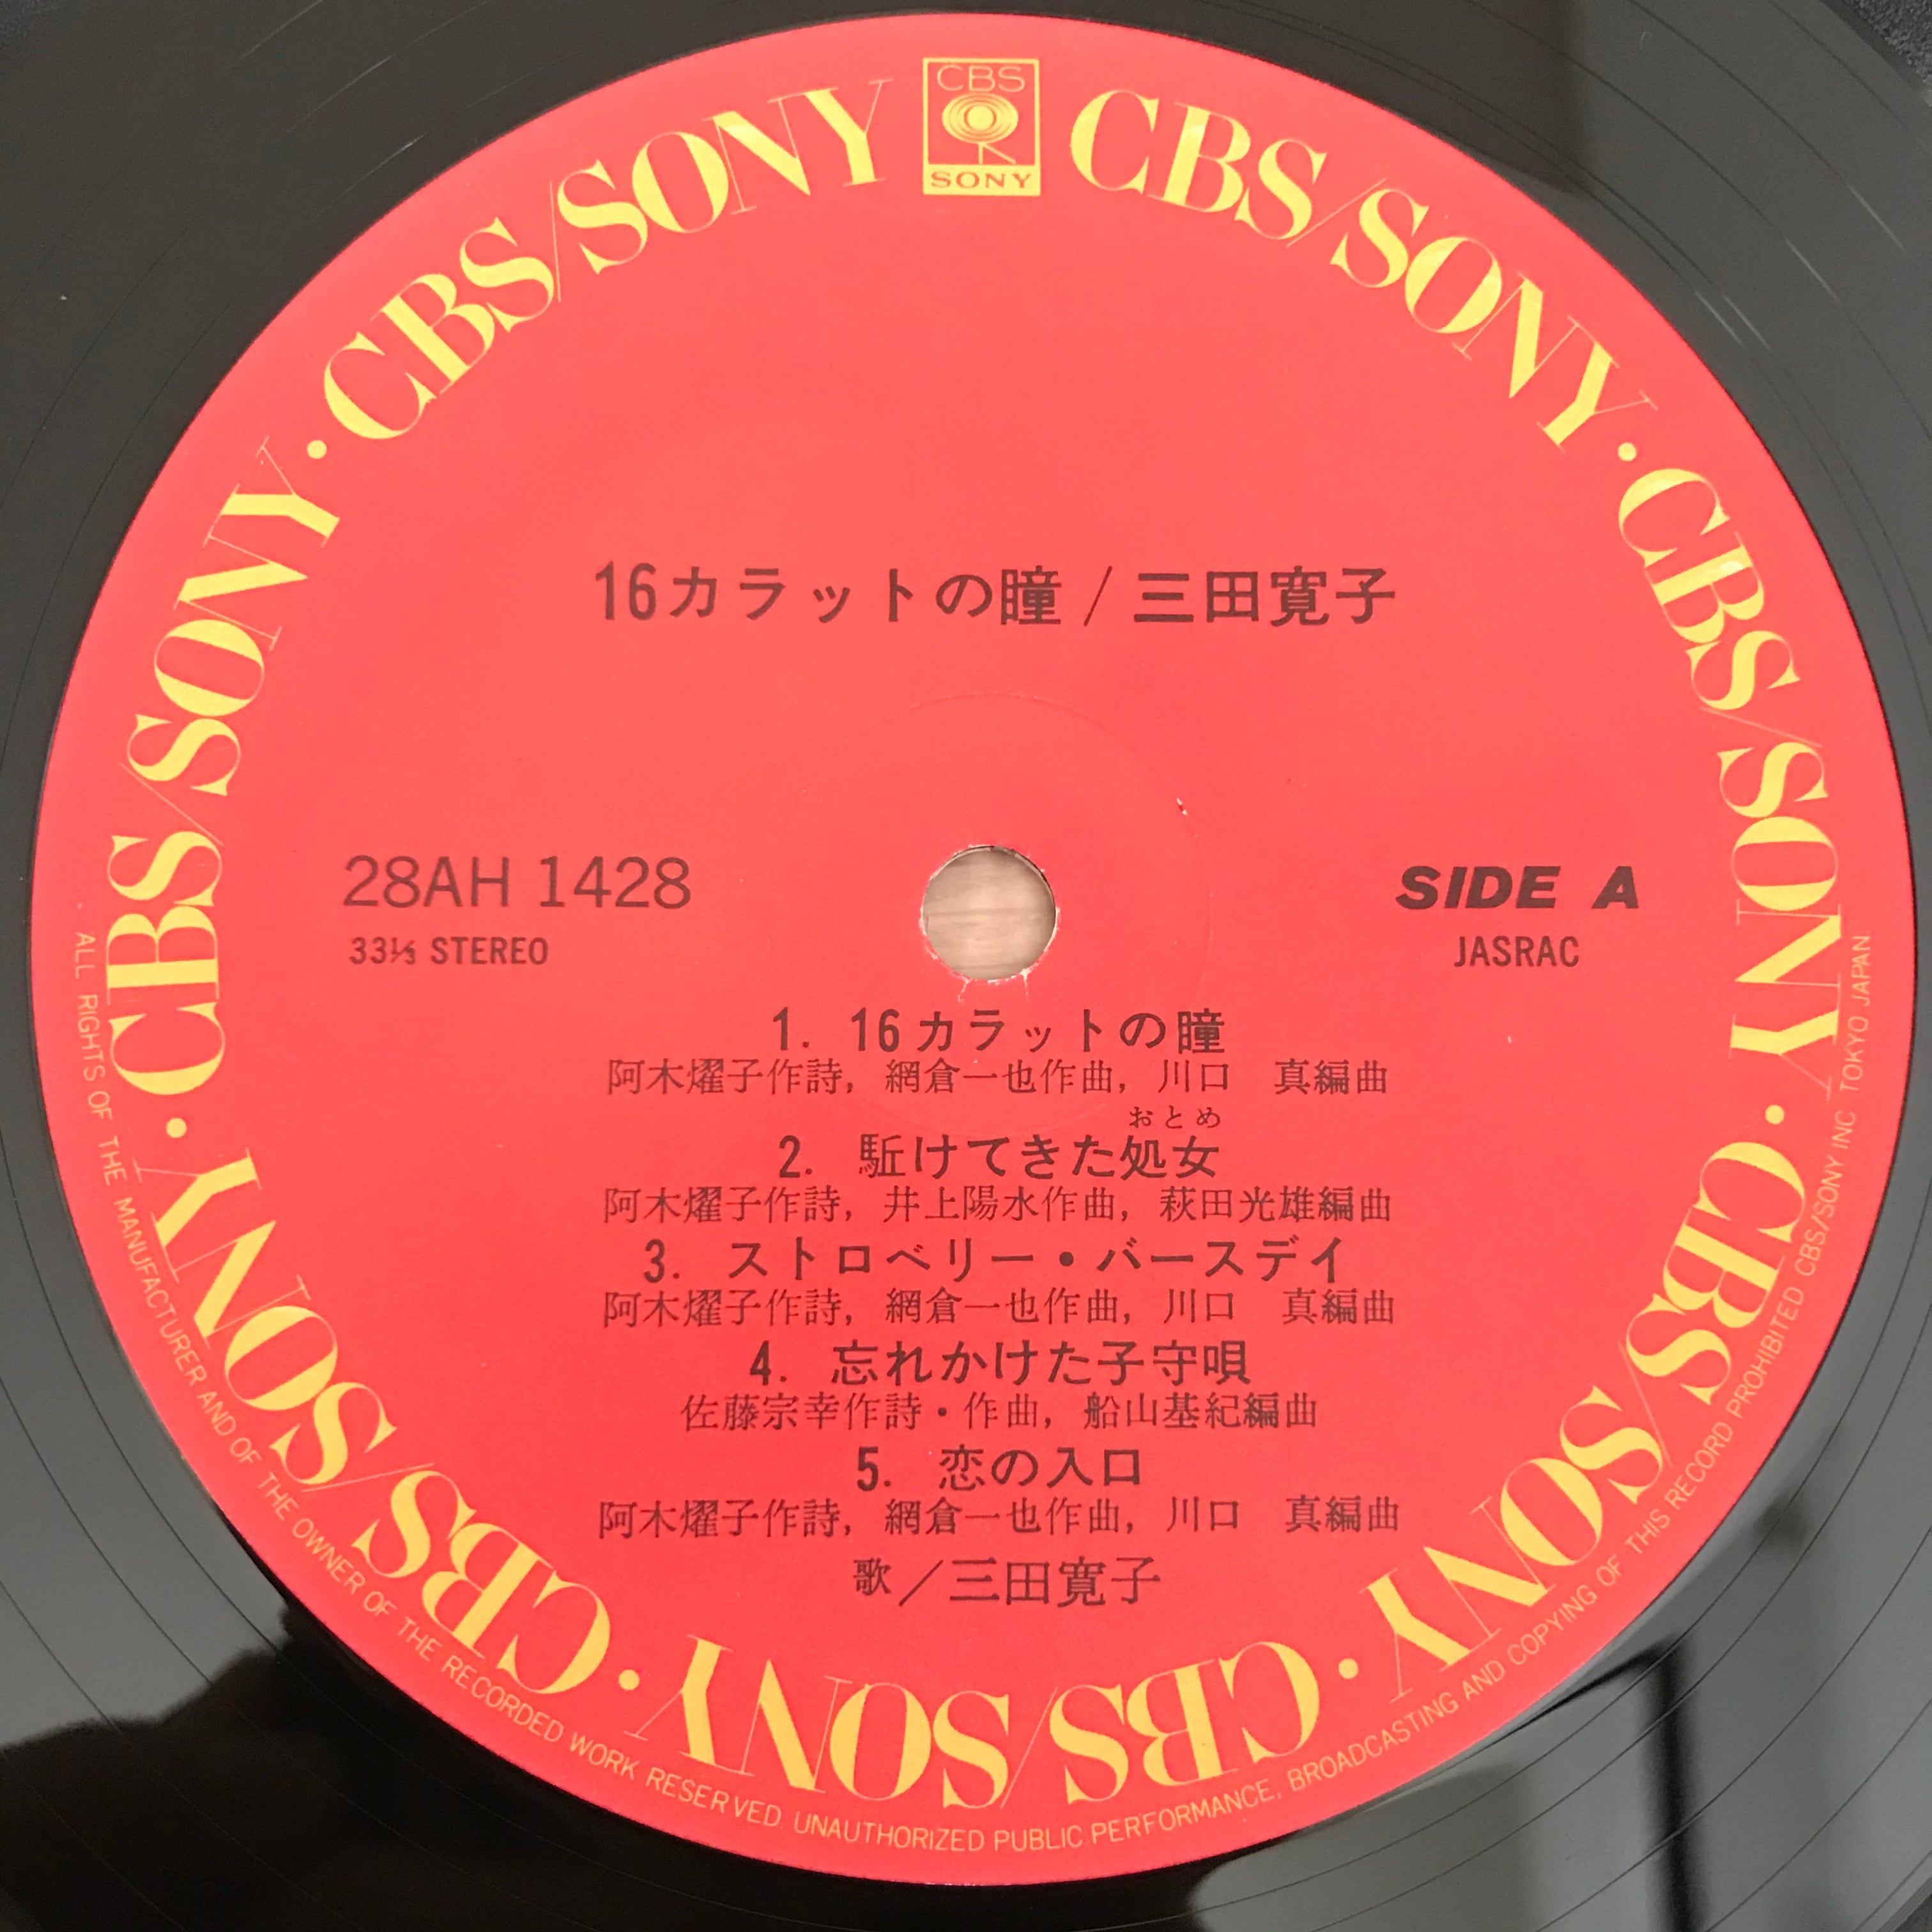 CBS
SONY
CBS/SONY・CBS/SONY・CBS/SONY・CBS/SONY・CBS/SONY・CBS/SONY・CBS/SONY
16カラットの瞳/三田寛子
28AH 1428
33⅓ STEREO
SIDE A
JASRAC
1. 16カラットの瞳
阿木燿子作詩, 網倉一也作曲, 川口 真編曲
おとめ
2. 駈けてきた処女
阿木燿子作詩, 井上陽水作曲, 萩田光雄編曲
3. ストロベリー・バースデイ
阿木燿子作詩, 網倉一也作曲, 川口 真編曲
4. 忘れかけた子守唄
佐藤宗幸作詩・作曲, 船山基紀編曲
5. 恋の入口
阿木燿子作詩, 網倉一也作曲, 川口 真編曲
歌/三田寛子
ALL RIGHTS OF THE MANUFACTURER AND OF THE OWNER OF THE RECORDED WORK RESERVED. UNAUTHORIZED PUBLIC PERFORMANCE, BROADCASTING AND COPYING OF THIS RECORD PROHIBITED CBS/SONY INC TOKYO JAPAN